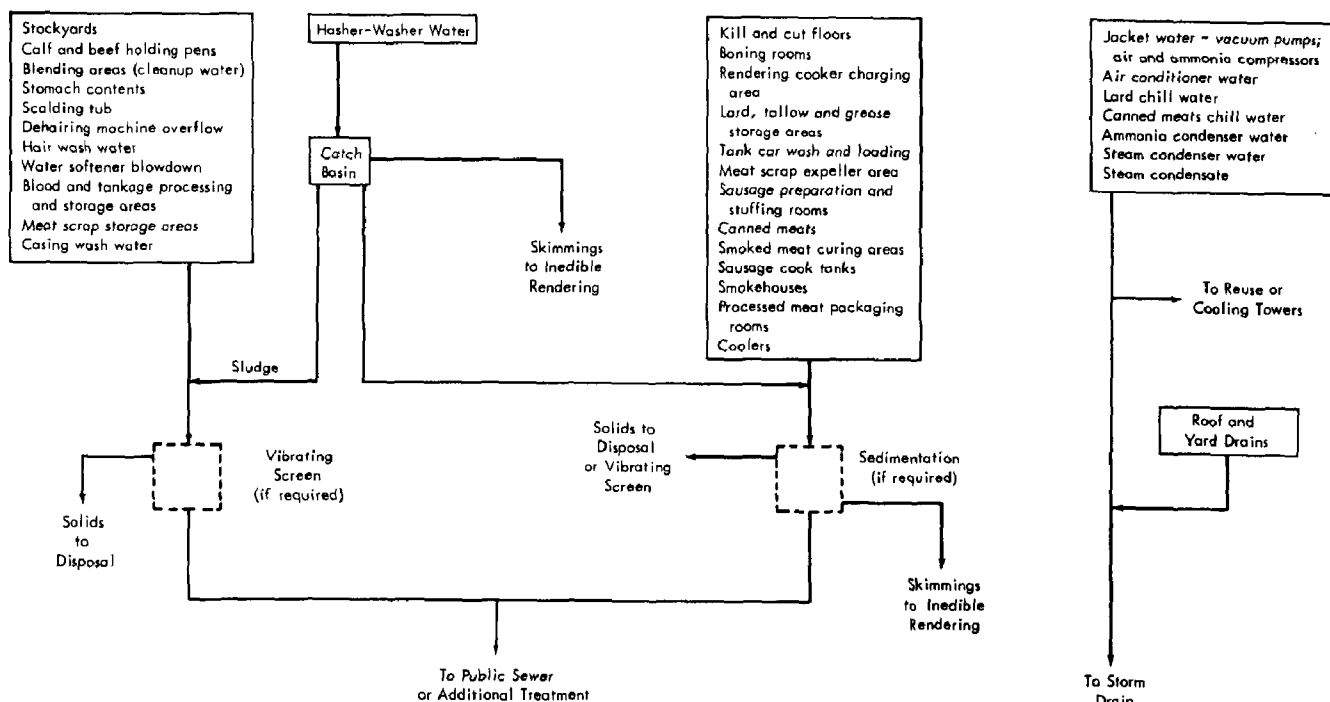 Stockyards
Calf and beef holding pens
Blending areas (cleanup water)
Stomach contents
Scalding tub
Dehairing machine overflow
Hair wash water
Water softener blowdown
Blood and tankage processing
and storage areas
Meat scrap storage areas
Casing wash water
Hasher-Washer Water
Catch
Basin
Skimmings
to Inedible
Rendering
Sludge
Kill and cut floors
Boning rooms
Rendering cooker charging
area
Lard, tallow and grease
storage areas
Tank car wash and loading
Meat scrap expeller area
Sausage preparation and
stuffing rooms
Canned meats
Smoked meat curing areas
Sausage cook tanks
Smokehouses
Processed meat packaging
rooms
Coolers
Jacket water - vacuum pumps;
air and ammonia compressors
Air conditioner water
Lard chill water
Canned meats chill water
Ammonia condenser water
Steam condenser water
Steam condensate
To Reuse or
Cooling Towers
Roof and
Yard Drains
Vibrating
Screen
(if required)
Solids
to
Disposal
Solids to
Disposal
or Vibrating
Screen
Sedimentation
(if required)
Skimmings
to Inedible
Rendering
To Public Sewer
or Additional Treatment
To Storm
Drain